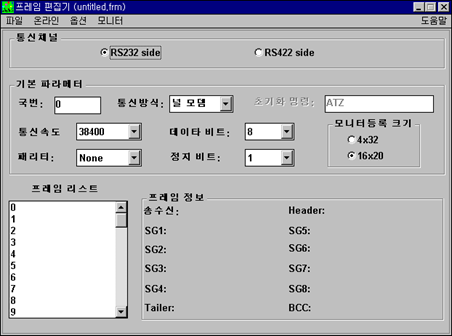 프레임 편집기 (untitled.frm)
파일 온라인 옵션 모니터 도움말
통신채널
RS232 side RS422 side
기본 파라메터
국번: 0 통신방식: 널 모뎀 초기화 명령: ATZ
통신속도 38400 데이타 비트: 8 모니터등록 크기
4x32
패리티: None 정지 비트: 1 16x20
프레임 리스트 프레임 정보
0 송수신: Header:
1 SG1: SG5:
2
3 SG2: SG6:
4
5 SG3: SG7:
6
7 SG4: SG8:
8
9 Tailer: BCC: